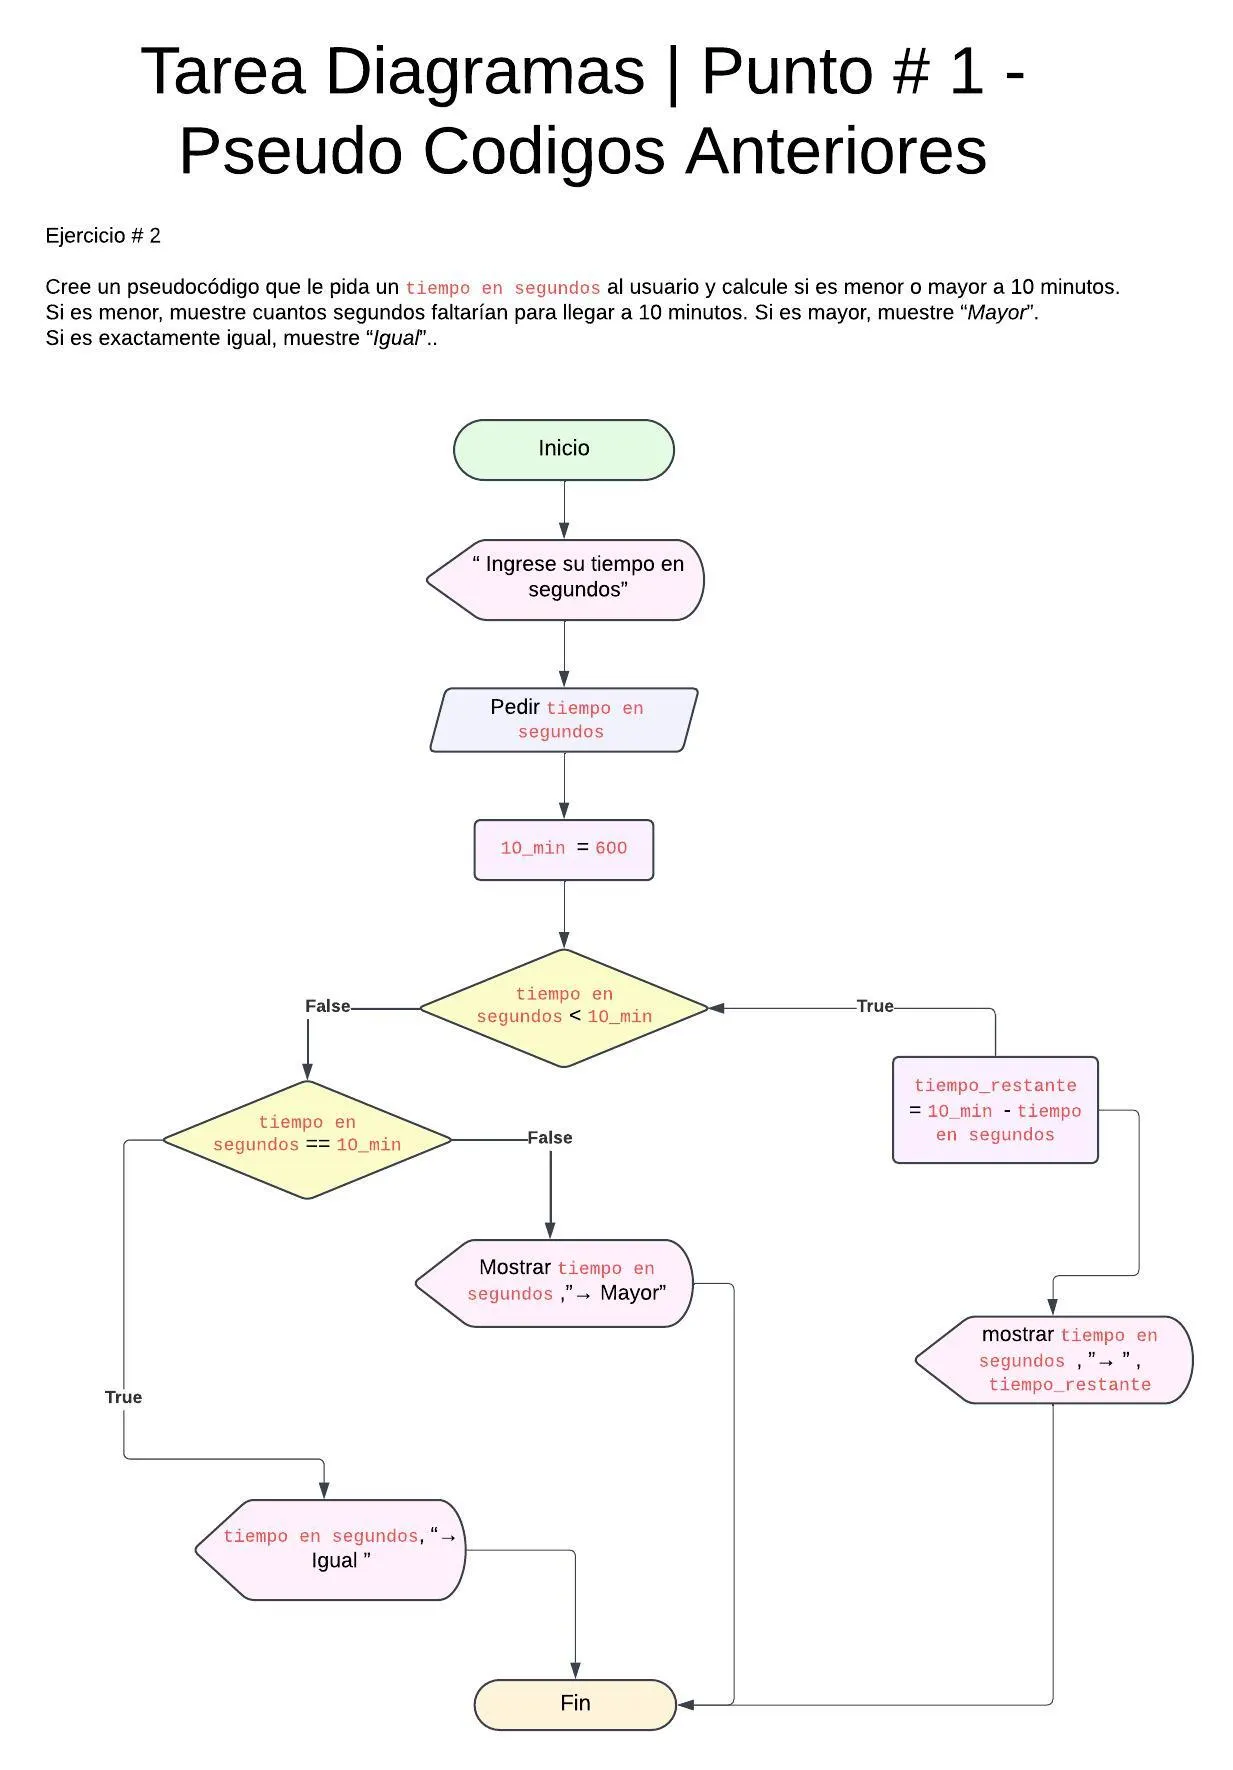 Tarea Diagramas | Punto # 1 -
Pseudo Codigos Anteriores
Ejercicio # 2
Cree un pseudocódigo que le pida un tiempo en segundos al usuario y calcule si es menor o mayor a 10 minutos.
Si es menor, muestre cuantos segundos faltarían para llegar a 10 minutos. Si es mayor, muestre “Mayor”.
Si es exactamente igual, muestre “Igual”..
Inicio
“ Ingrese su tiempo en
segundos”
Pedir tiempo en
segundos
10_min = 600
tiempo en
segundos < 10_min
False
True
tiempo_restante
= 10_min - tiempo
en segundos
tiempo en
segundos == 10_min
False
Mostrar tiempo en
segundos ,”→ Mayor”
mostrar tiempo en
segundos , ”→ ” ,
tiempo_restante
True
tiempo en segundos, “→
Igual ”
Fin